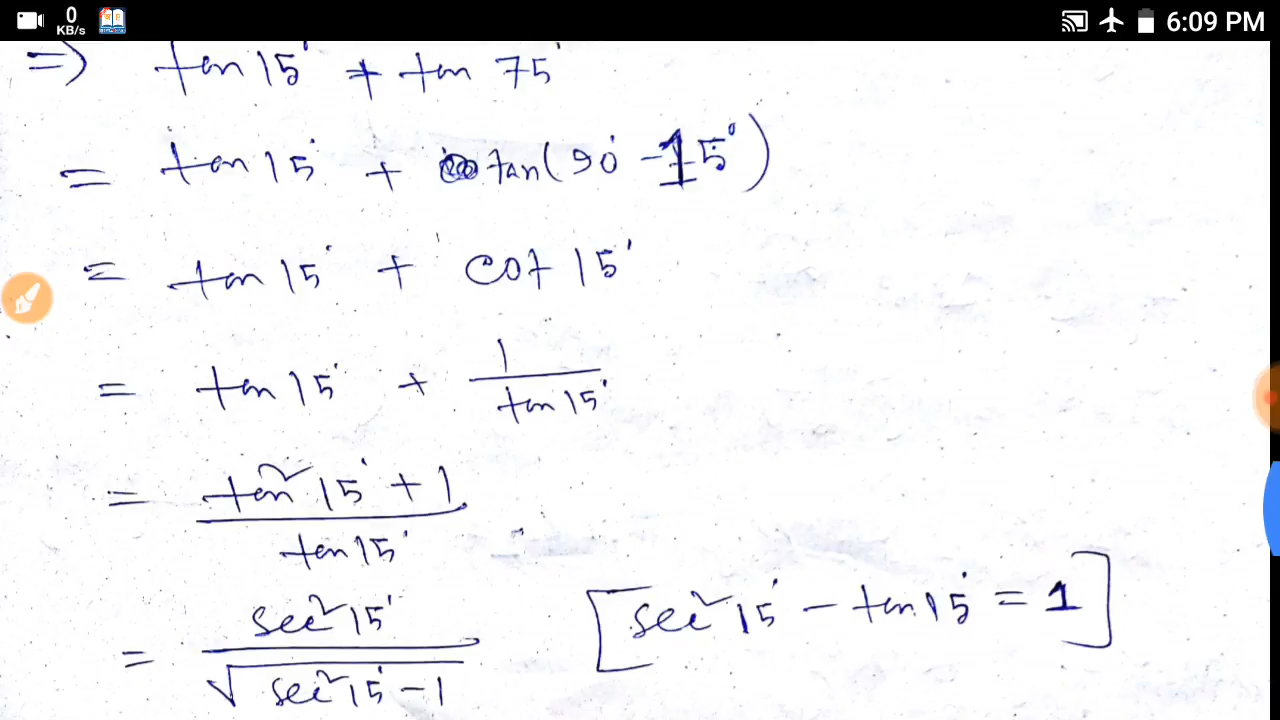 0 KB/s 6:09 PM
=> tan 15° + tan 75°
= tan 15° + tan(90° - 15°)
= tan 15° + cot 15°
= tan 15° + 1/tan 15°
= (tan² 15° + 1)/tan 15°
= sec² 15°/√(sec² 15° - 1) [sec² 15° - tan 15° = 1]